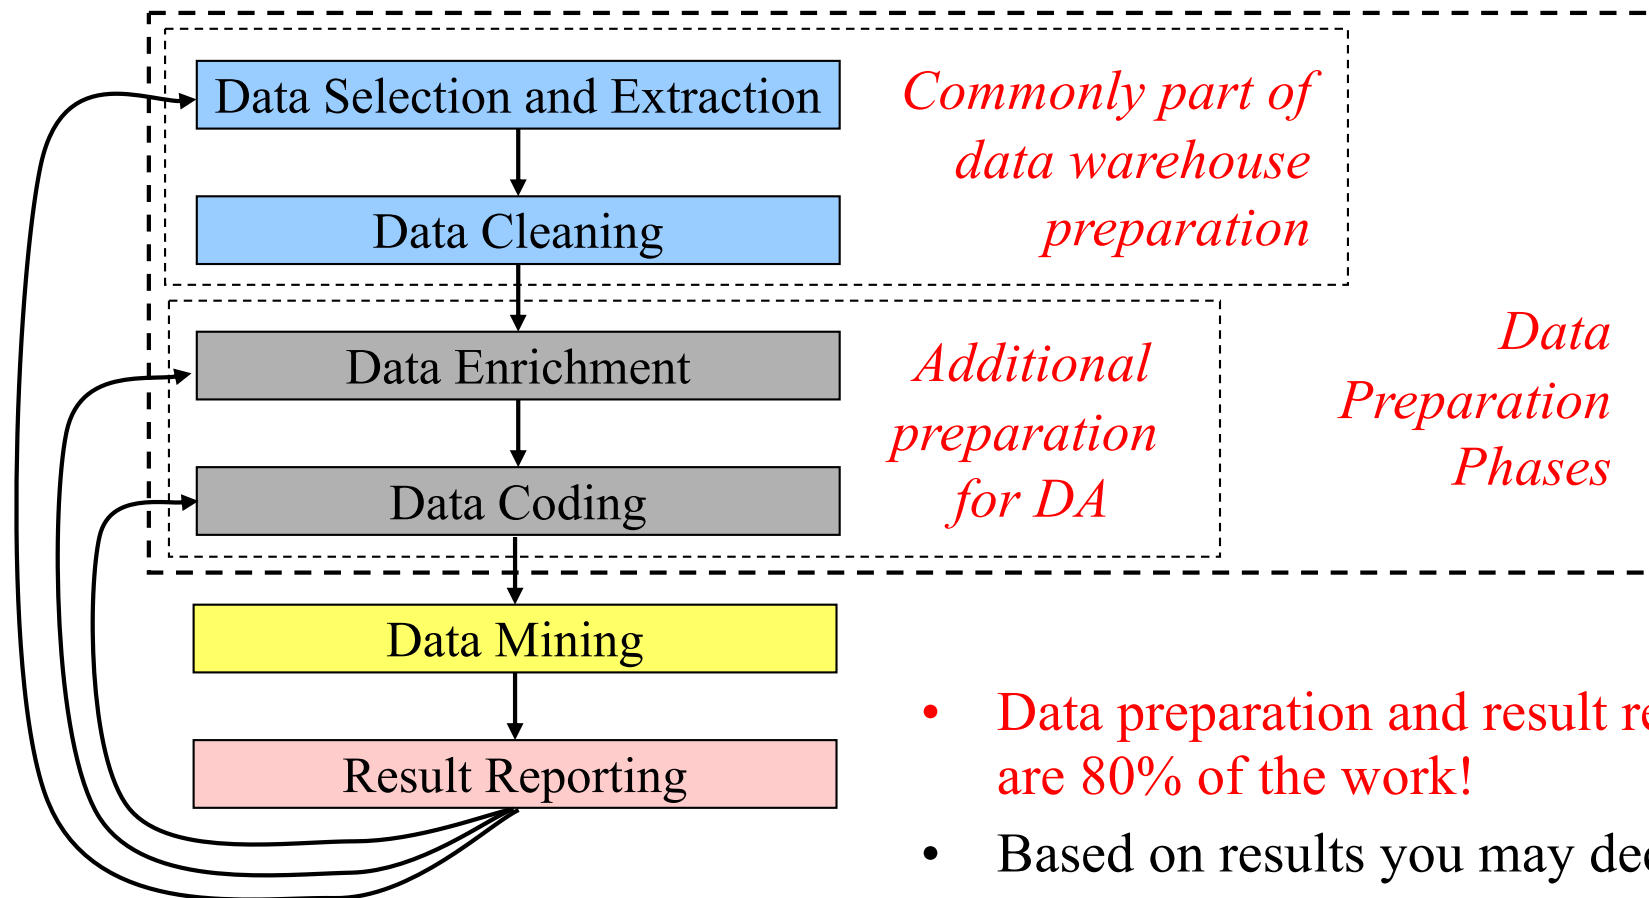 Data Selection and Extraction
Commonly part of
data warehouse
preparation
Data Cleaning
Data Enrichment
Additional
preparation
for DA
Data
Preparation
Phases
Data Coding
Data Mining
Result Reporting
• Data preparation and result
are 80% of the work!
• Based on results you may